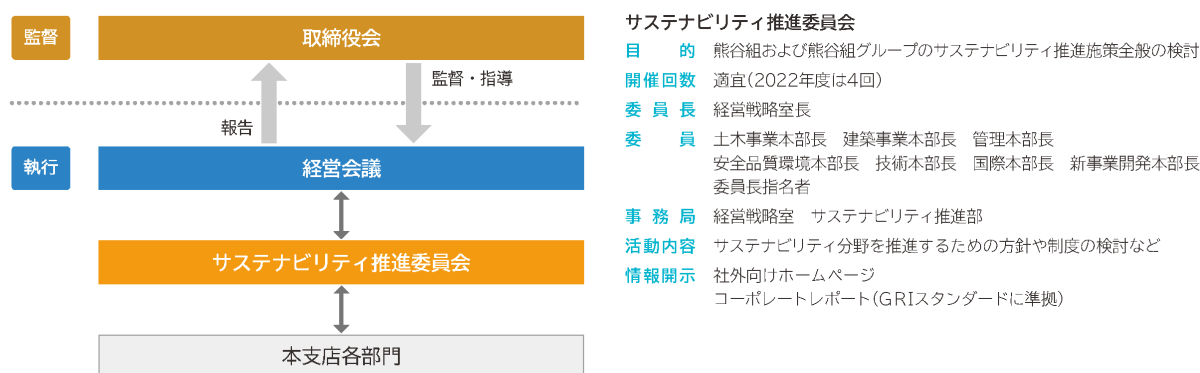 監督
取締役会
監督・指導
報告
執行
経営会議
サステナビリティ推進委員会
本支店各部門
サステナビリティ推進委員会
目的 熊谷組および熊谷組グループのサステナビリティ推進施策全般の検討
開催回数 適宜(2022年度は4回)
委員長 経営戦略室長
委員 土木事業本部長 建築事業本部長 管理本部長
安全品質環境本部長 技術本部長 国際本部長 新事業開発本部長
委員長指名者
事務局 経営戦略室 サステナビリティ推進部
活動内容 サステナビリティ分野を推進するための方針や制度の検討など
情報開示 社外向けホームページ
コーポレートレポート(GRIスタンダードに準拠)